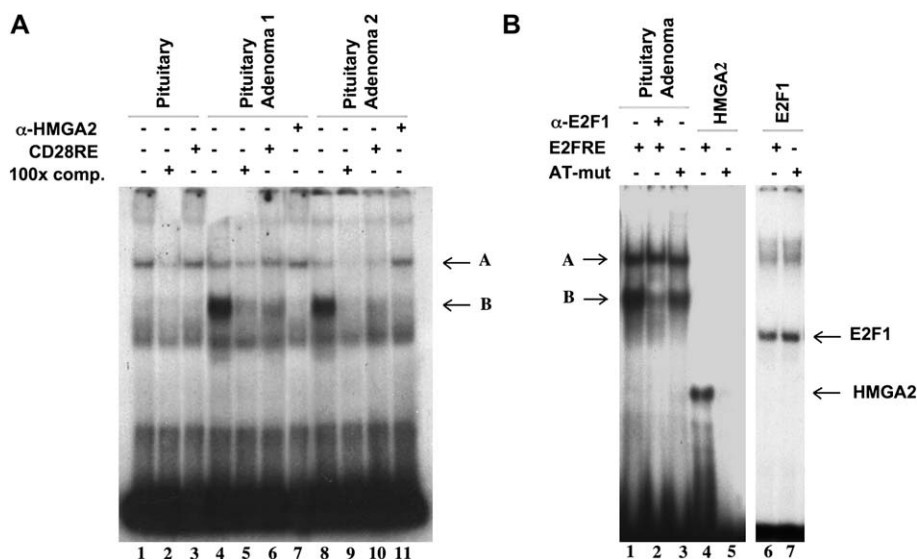 A
Pituitary
Pituitary
Adenoma 1
Pituitary
Adenoma 2
α-HMGA2 - - - - - - + - - - +
CD28RE - - + - - + - - - + -
100x comp. - + - - + - - - + - -
A
B
1 2 3 4 5 6 7 8 9 10 11
B
Pituitary
Adenoma
HMGA2
E2F1
α-E2F1 - + -
E2FRE + + - + - + -
AT-mut - - + - + - +
A
B
E2F1
HMGA2
1 2 3 4 5 6 7